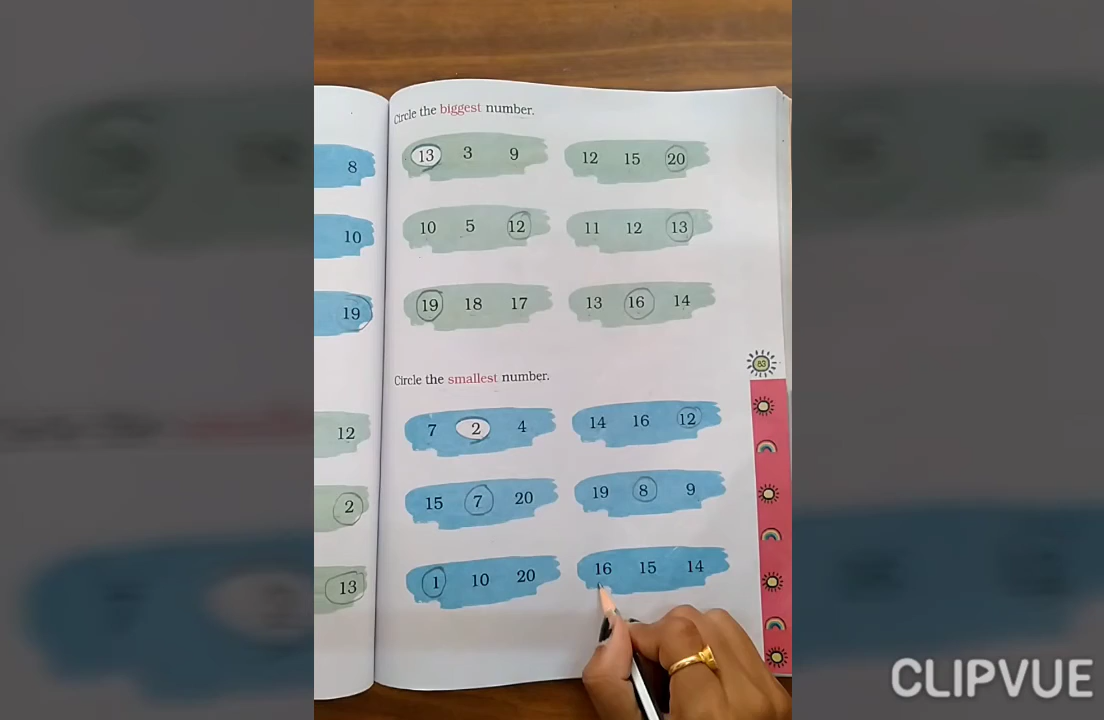 8
10
19
12
2
13
Circle the biggest number.
13 3 9
12 15 20
10 5 12
11 12 13
19 18 17
13 16 14
83
Circle the smallest number.
7 2 4
14 16 12
15 7 20
19 8 9
1 10 20
16 15 14
CLIPVUE